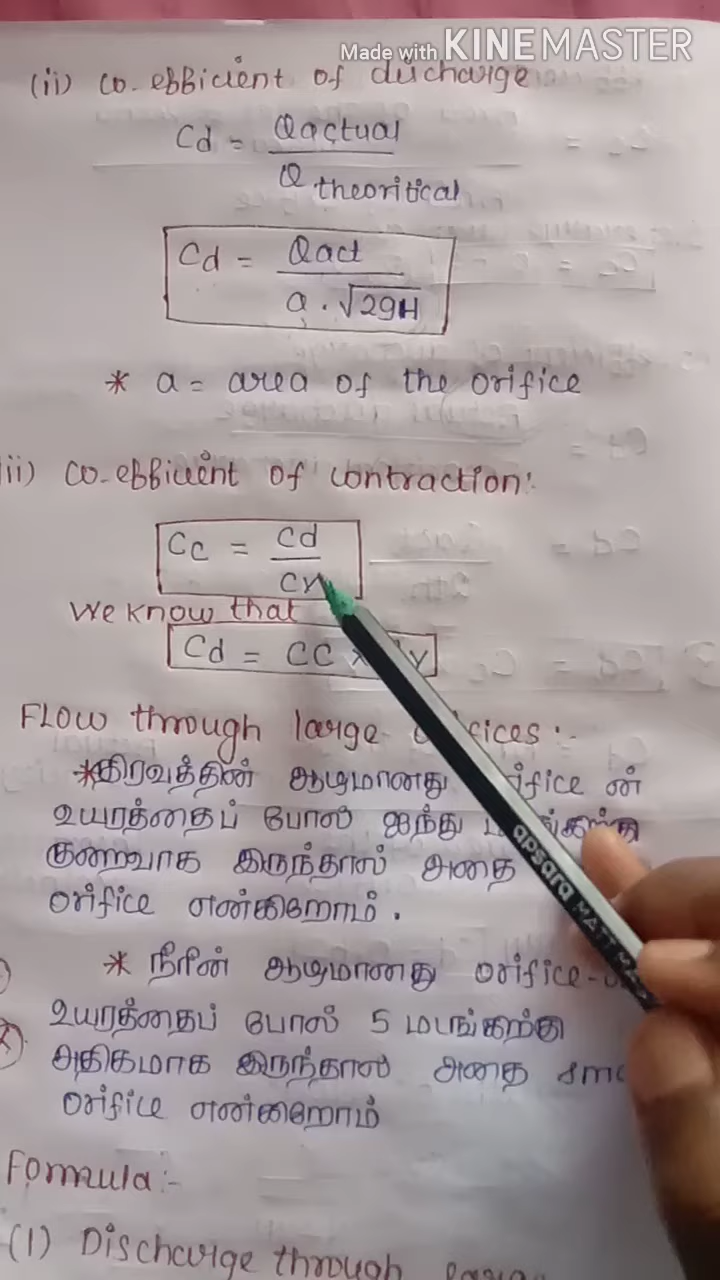 Made with KINEMASTER
(ii) co-efficient of discharge
Cd = Qactual / Q theoritical
Cd = Qact / a . √2gH
* a = area of the orifice
ii) co-efficient of contraction:
Cc = Cd / Cv
We know that
Cd = CC × v
Flow through large :-
*திரவத்தின் ஆழமானது orifice ன்
உயரத்தைப் போல் ஐந்து
குறைவாக இருந்தால் அதை
orifice என்கிறோம் .
* நீரின் ஆழமானது orifice-
உயரத்தைப் போல் 5 மடங்கிற்கு
அதிகமாக இருந்தால் அதை
orifice என்கிறோம்
Formula :-
(1) Discharge through
apsara MATT